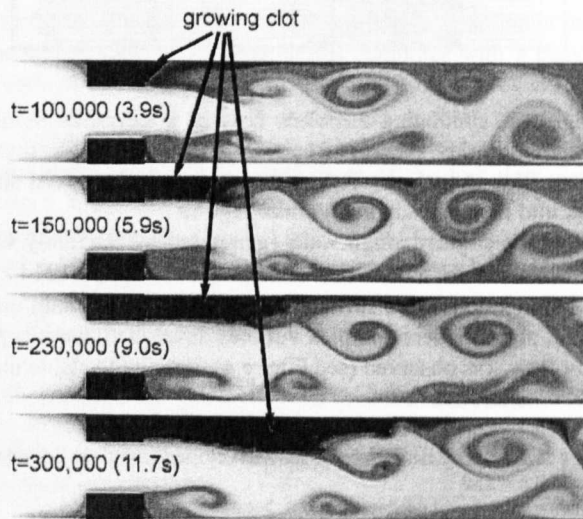 growing clot
t=100,000 (3.9s)
t=150,000 (5.9s)
t=230,000 (9.0s)
t=300,000 (11.7s)